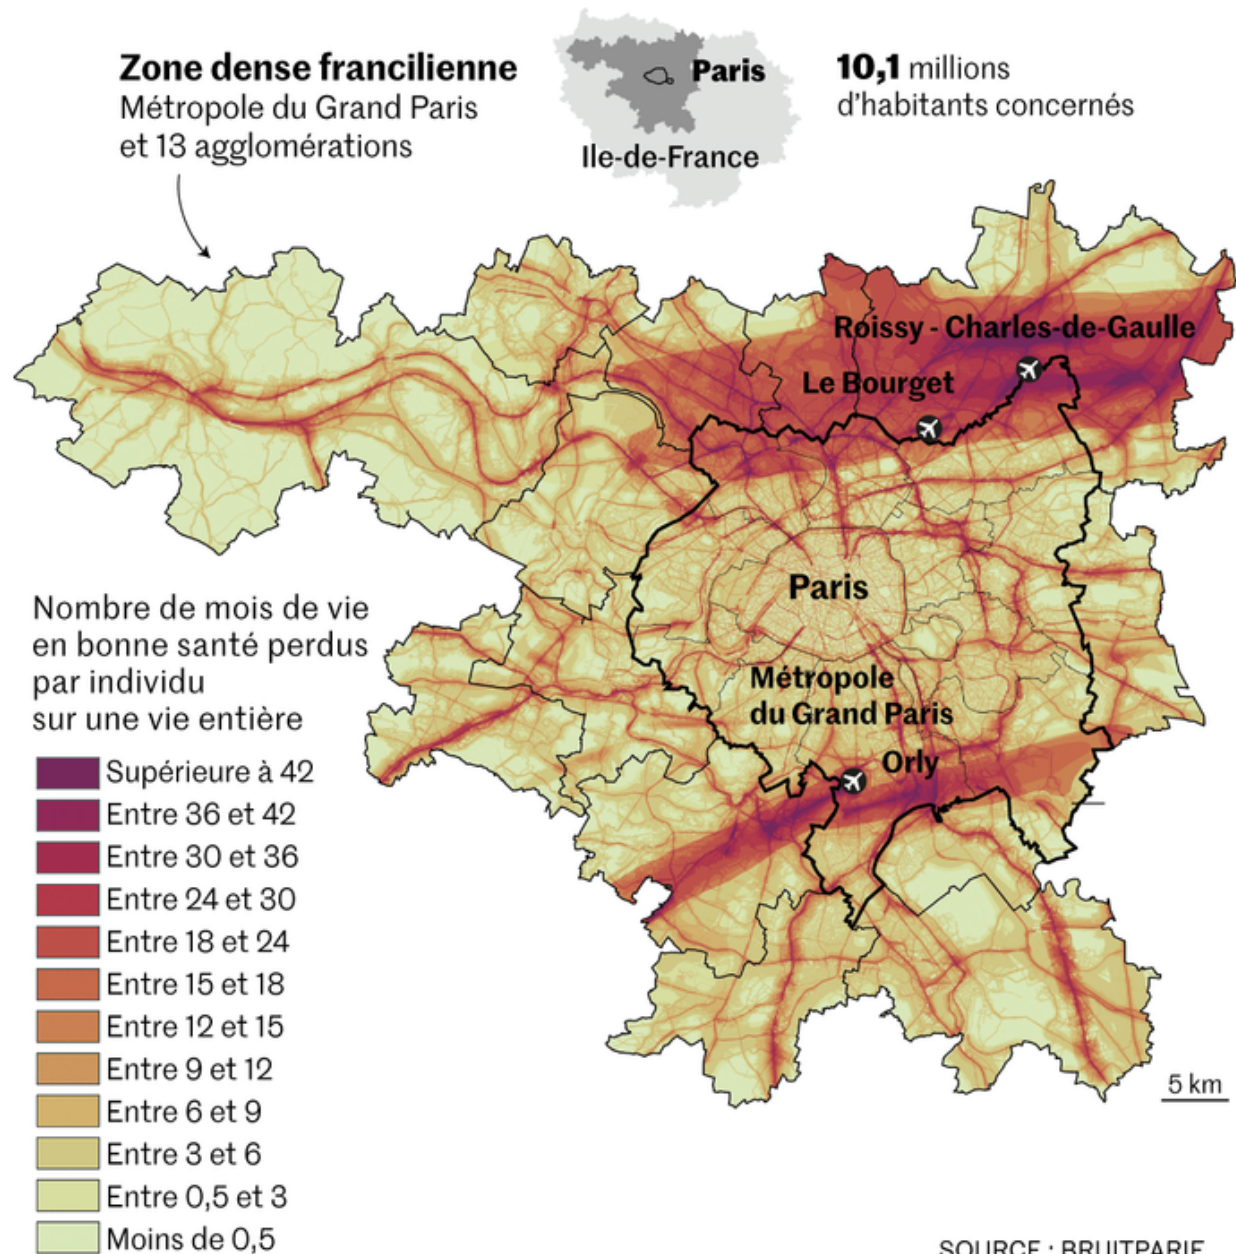 Zone dense francilienne
Métropole du Grand Paris
et 13 agglomérations
Paris
Ile-de-France
10,1 millions
d'habitants concernés
Roissy - Charles-de-Gaulle
Le Bourget
Paris
Métropole
du Grand Paris
Orly
Nombre de mois de vie
en bonne santé perdus
par individu
sur une vie entière
Supérieure à 42
Entre 36 et 42
Entre 30 et 36
Entre 24 et 30
Entre 18 et 24
Entre 15 et 18
Entre 12 et 15
Entre 9 et 12
Entre 6 et 9
Entre 3 et 6
Entre 0,5 et 3
Moins de 0,5
5 km
SOURCE : BRUITPARIF